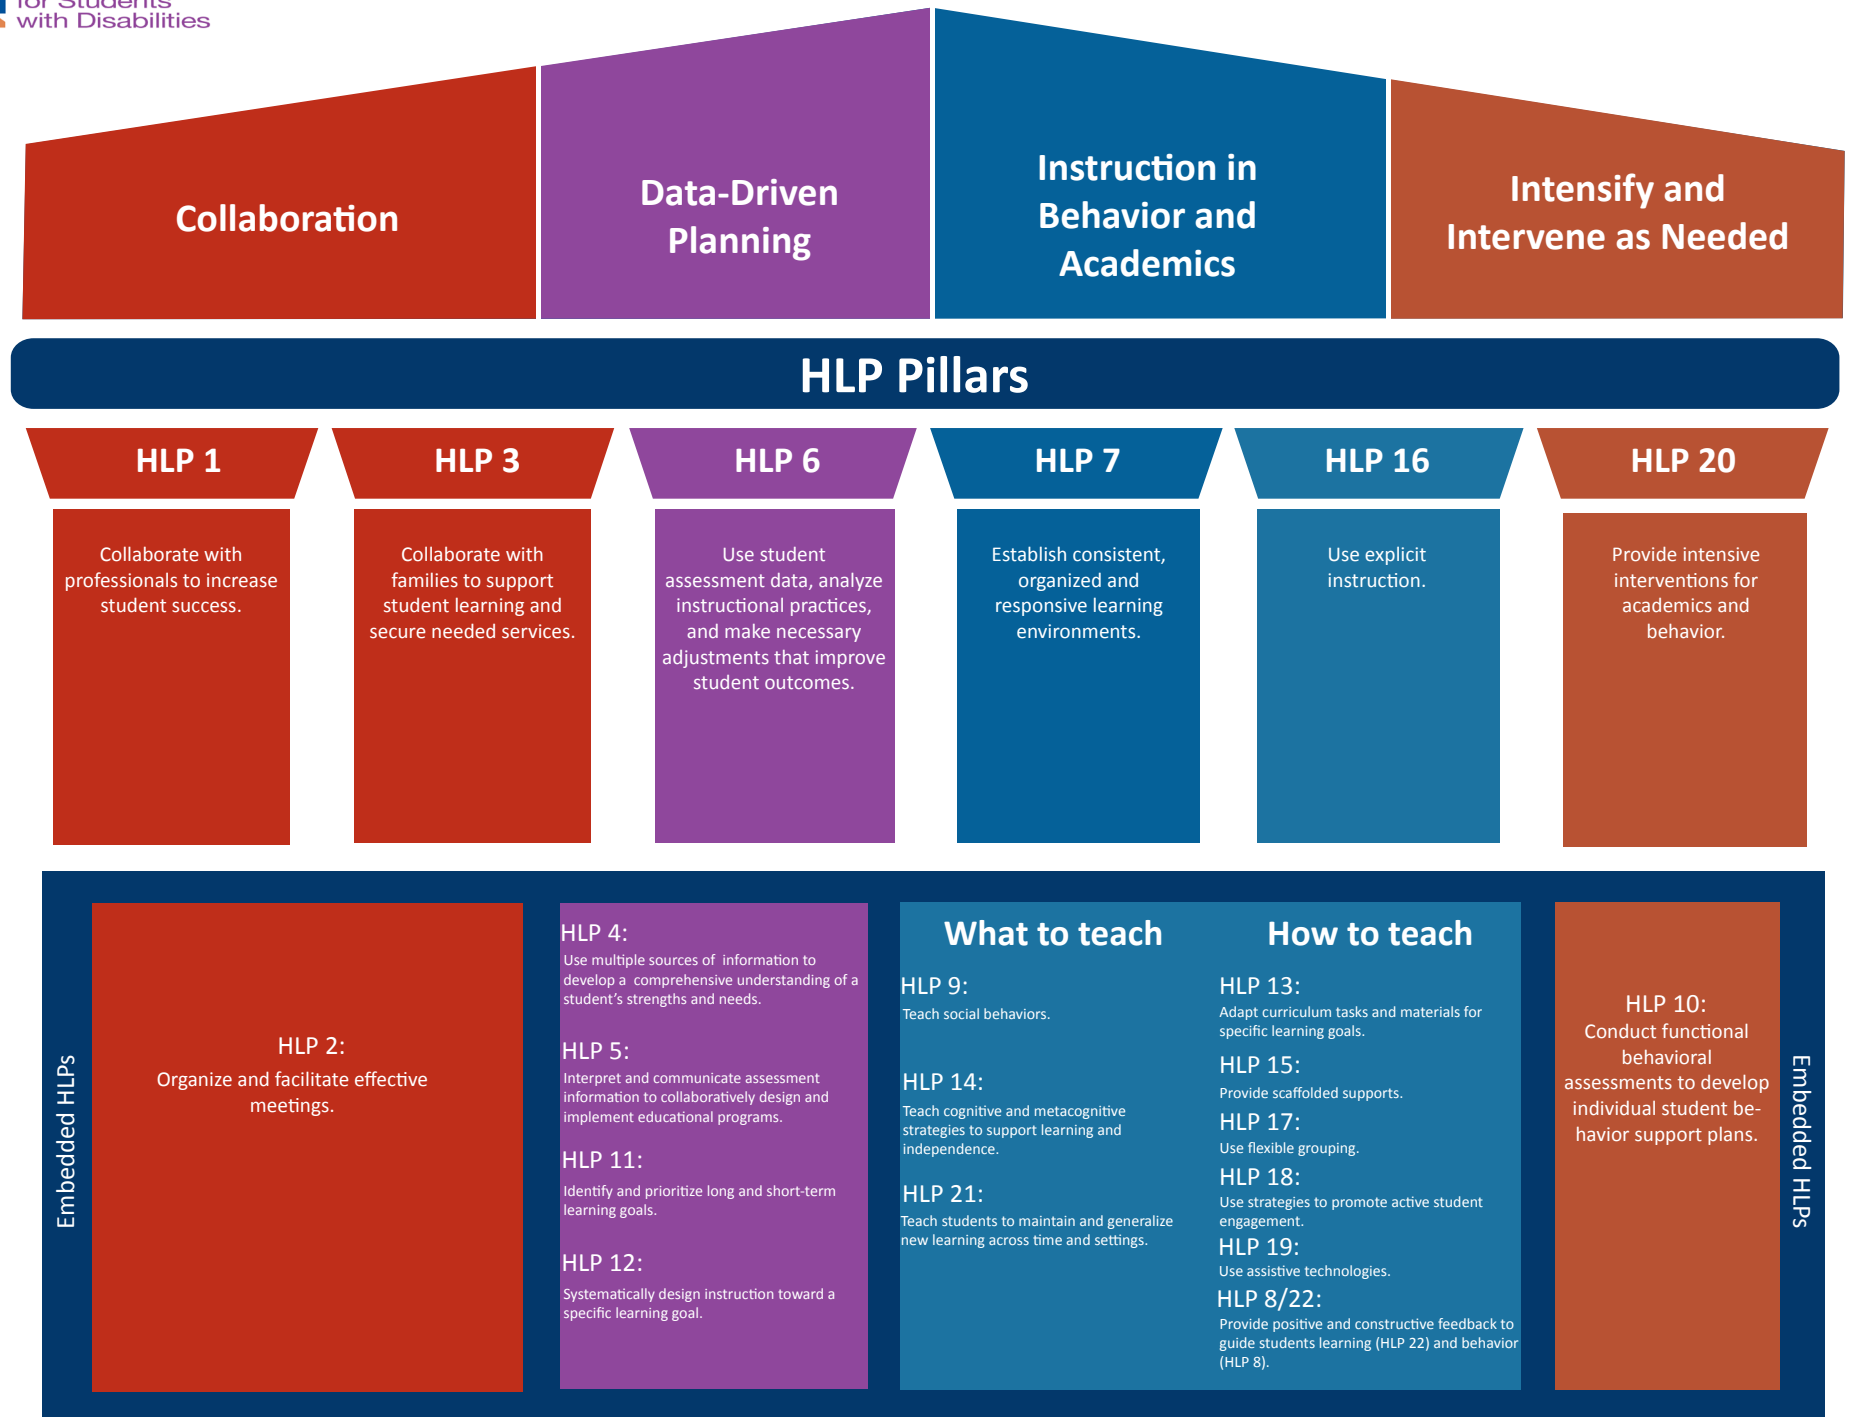 for Students
with Disabilities
Collaboration
Data-Driven
Planning
Instruction in
Behavior and
Academics
Intensify and
Intervene as Needed
HLP Pillars
HLP 1
HLP 3
HLP 6
HLP 7
HLP 16
HLP 20
Collaborate with
professionals to increase
student success.
Collaborate with
families to support
student learning and
secure needed services.
Use student
assessment data, analyze
instructional practices,
and make necessary
adjustments that improve
student outcomes.
Establish consistent,
organized and
responsive learning
environments.
Use explicit
instruction.
Provide intensive
interventions for
academics and
behavior.
Embedded HLPs
HLP 2:
Organize and facilitate effective
meetings.
HLP 4:
Use multiple sources of information to
develop a comprehensive understanding of a
student's strengths and needs.
HLP 5:
Interpret and communicate assessment
information to collaboratively design and
implement educational programs.
HLP 11:
Identify and prioritize long and short-term
learning goals.
HLP 12:
Systematically design instruction toward a
specific learning goal.
What to teach
HLP 9:
Teach social behaviors.
HLP 14:
Teach cognitive and metacognitive
strategies to support learning and
independence.
HLP 21:
Teach students to maintain and generalize
new learning across time and settings.
How to teach
HLP 13:
Adapt curriculum tasks and materials for
specific learning goals.
HLP 15:
Provide scaffolded supports.
HLP 17:
Use flexible grouping.
HLP 18:
Use strategies to promote active student
engagement.
HLP 19:
Use assistive technologies.
HLP 8/22:
Provide positive and constructive feedback to
guide students learning (HLP 22) and behavior
(HLP 8).
HLP 10:
Conduct functional
behavioral
assessments to develop
individual student be-
havior support plans.
Embedded HLPs